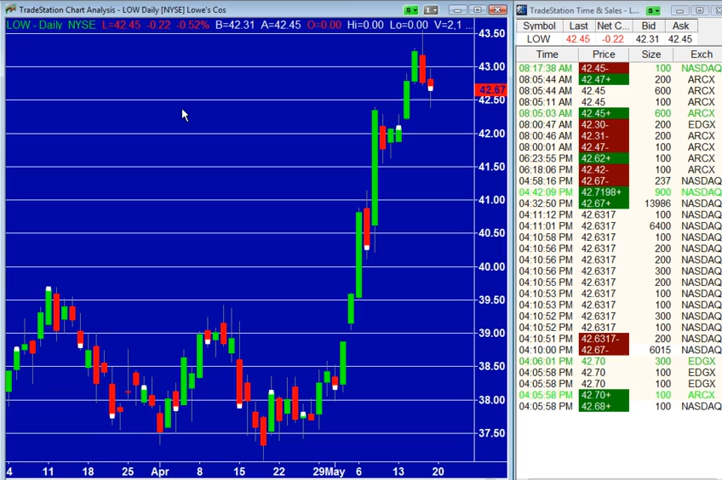 TradeStation Chart Analysis - LOW Daily [NYSE] Lowe's Cos
LOW - Daily NYSE L=42.45 -0.22 -0.52% B=42.31 A=42.45 O=0.00 Hi=0.00 Lo=0.00 V=2,1 ...
43.50
43.00
42.67
42.50
42.00
41.50
41.00
40.50
40.00
39.50
39.00
38.50
38.00
37.50
4 11 18 25 Apr 8 15 22 29 May 6 13 20
TradeStation Time & Sales - L...
Symbol Last Net C... Bid Ask
LOW 42.45 -0.22 42.31 42.45
Time Price Size Exch
08:17:38 AM 42.45- 100 NASDAQ
08:05:44 AM 42.47+ 200 ARCX
08:05:44 AM 42.45 600 ARCX
08:05:11 AM 42.45 100 ARCX
08:05:03 AM 42.45+ 600 ARCX
08:00:47 AM 42.30- 200 EDGX
08:00:46 AM 42.31- 200 ARCX
08:00:01 AM 42.47- 100 ARCX
06:23:55 PM 42.62+ 100 ARCX
06:18:06 PM 42.42- 100 ARCX
04:58:16 PM 42.67- 237 NASDAQ
04:42:09 PM 42.7198+ 900 NASDAQ
04:32:50 PM 42.67+ 13986 NASDAQ
04:11:12 PM 42.6317 100 NASDAQ
04:11:01 PM 42.6317 6400 NASDAQ
04:10:58 PM 42.6317 100 NASDAQ
04:10:56 PM 42.6317 200 NASDAQ
04:10:56 PM 42.6317 300 NASDAQ
04:10:55 PM 42.6317 200 NASDAQ
04:10:53 PM 42.6317 100 NASDAQ
04:10:53 PM 42.6317 100 NASDAQ
04:10:52 PM 42.6317 300 NASDAQ
04:10:52 PM 42.6317 100 NASDAQ
04:10:51 PM 42.6317- 200 NASDAQ
04:10:00 PM 42.67- 6015 NASDAQ
04:06:01 PM 42.70 300 EDGX
04:05:58 PM 42.70 100 EDGX
04:05:58 PM 42.70 100 EDGX
04:05:58 PM 42.70+ 100 ARCX
04:05:58 PM 42.68+ 100 NASDAQ